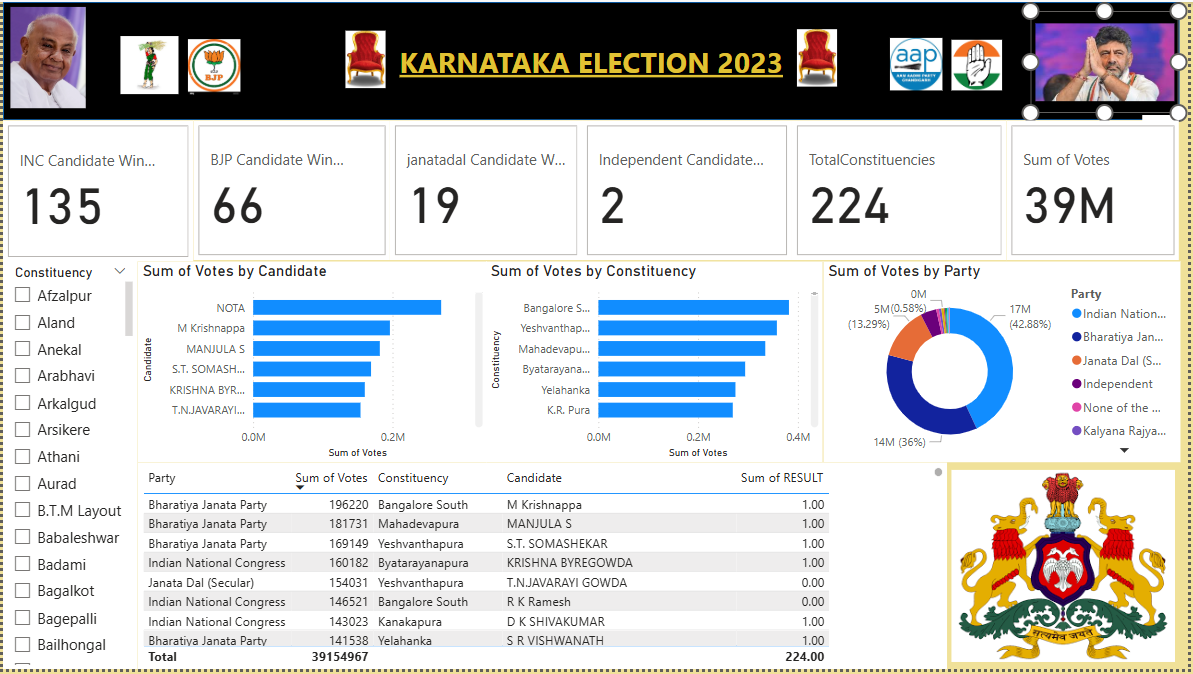 BJP
KARNATAKA ELECTION 2023
aap
AAM AADMI PARTY
CHANDIGARH
INC Candidate Win...
135
BJP Candidate Win...
66
janatadal Candidate W...
19
Independent Candidate...
2
TotalConstituencies
224
Sum of Votes
39M
Constituency
Afzalpur
Aland
Anekal
Arabhavi
Arkalgud
Arsikere
Athani
Aurad
B.T.M Layout
Babaleshwar
Badami
Bagalkot
Bagepalli
Bailhongal
Sum of Votes by Candidate
Candidate
NOTA
M Krishnappa
MANJULA S
S.T. SOMASH...
KRISHNA BYR...
T.N.JAVARAYI...
0.0M 0.2M
Sum of Votes
Sum of Votes by Constituency
Constituency
Bangalore S...
Yeshvanthap...
Mahadevapu...
Byatarayana...
Yelahanka
K.R. Pura
0.0M 0.2M 0.4M
Sum of Votes
Sum of Votes by Party
0M
(0.58%)
5M
(13.29%)
17M
(42.88%)
14M (36%)
Party
Indian Nation...
Bharatiya Jan...
Janata Dal (S...
Independent
None of the ...
Kalyana Rajya...
Party Sum of Votes Constituency Candidate Sum of RESULT
Bharatiya Janata Party 196220 Bangalore South M Krishnappa 1.00
Bharatiya Janata Party 181731 Mahadevapura MANJULA S 1.00
Bharatiya Janata Party 169149 Yeshvanthapura S.T. SOMASHEKAR 1.00
Indian National Congress 160182 Byatarayanapura KRISHNA BYREGOWDA 1.00
Janata Dal (Secular) 154031 Yeshvanthapura T.N.JAVARAYI GOWDA 0.00
Indian National Congress 146521 Bangalore South R K Ramesh 0.00
Indian National Congress 143023 Kanakapura D K SHIVAKUMAR 1.00
Bharatiya Janata Party 141538 Yelahanka S R VISHWANATH 1.00
Total 39154967 224.00
सत्यमेव जयते